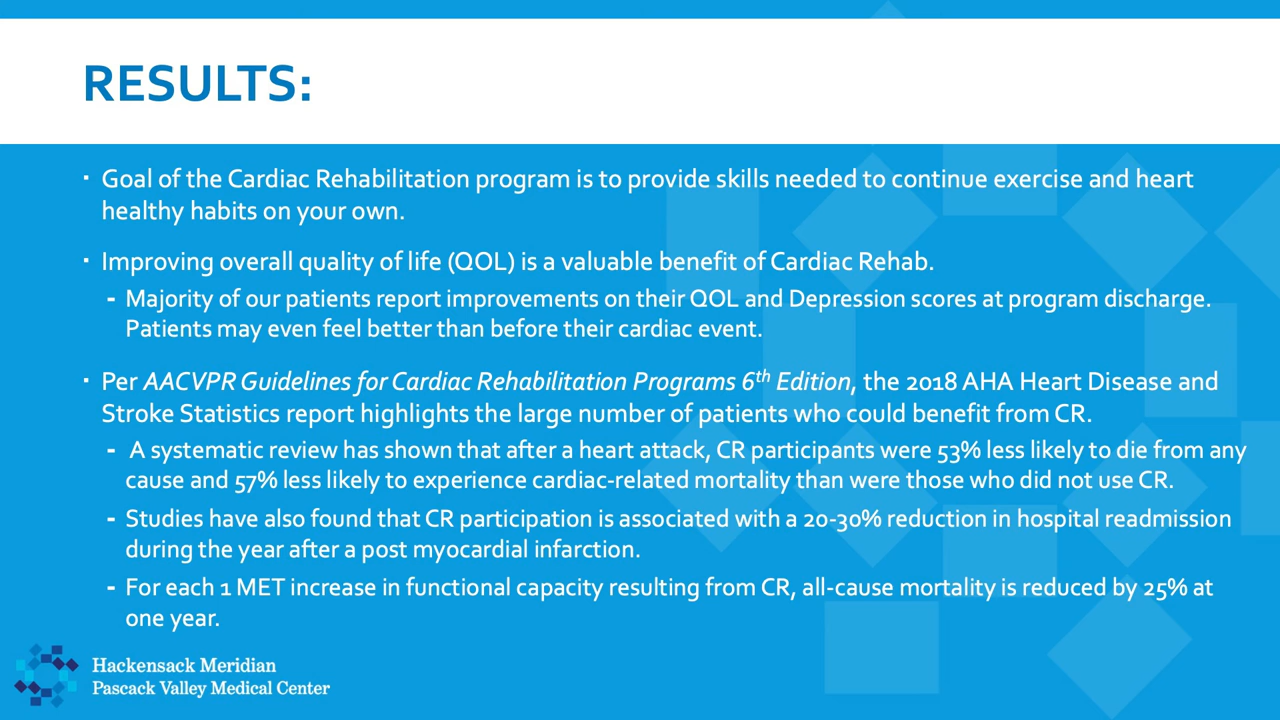 RESULTS:
▪ Goal of the Cardiac Rehabilitation program is to provide skills needed to continue exercise and heart
healthy habits on your own.
▪ Improving overall quality of life (QOL) is a valuable benefit of Cardiac Rehab.
- Majority of our patients report improvements on their QOL and Depression scores at program discharge.
Patients may even feel better than before their cardiac event.
▪ Per AACVPR Guidelines for Cardiac Rehabilitation Programs 6th Edition, the 2018 AHA Heart Disease and
Stroke Statistics report highlights the large number of patients who could benefit from CR.
- A systematic review has shown that after a heart attack, CR participants were 53% less likely to die from any
cause and 57% less likely to experience cardiac-related mortality than were those who did not use CR.
- Studies have also found that CR participation is associated with a 20-30% reduction in hospital readmission
during the year after a post myocardial infarction.
- For each 1 MET increase in functional capacity resulting from CR, all-cause mortality is reduced by 25% at
one year.
Hackensack Meridian
Pascack Valley Medical Center